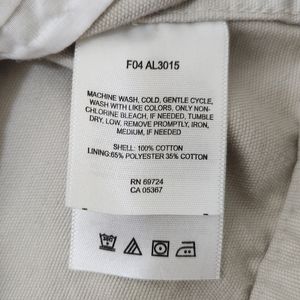 F04 AL3015
MACHINE WASH, COLD, GENTLE CYCLE,
WASH WITH LIKE COLORS, ONLY NON-
CHLORINE BLEACH, IF NEEDED, TUMBLE
DRY, LOW, REMOVE PROMPTLY, IRON,
MEDIUM, IF NEEDED
SHELL: 100% COTTON
LINING:65% POLYESTER 35% COTTON
RN 69724
CA 05367